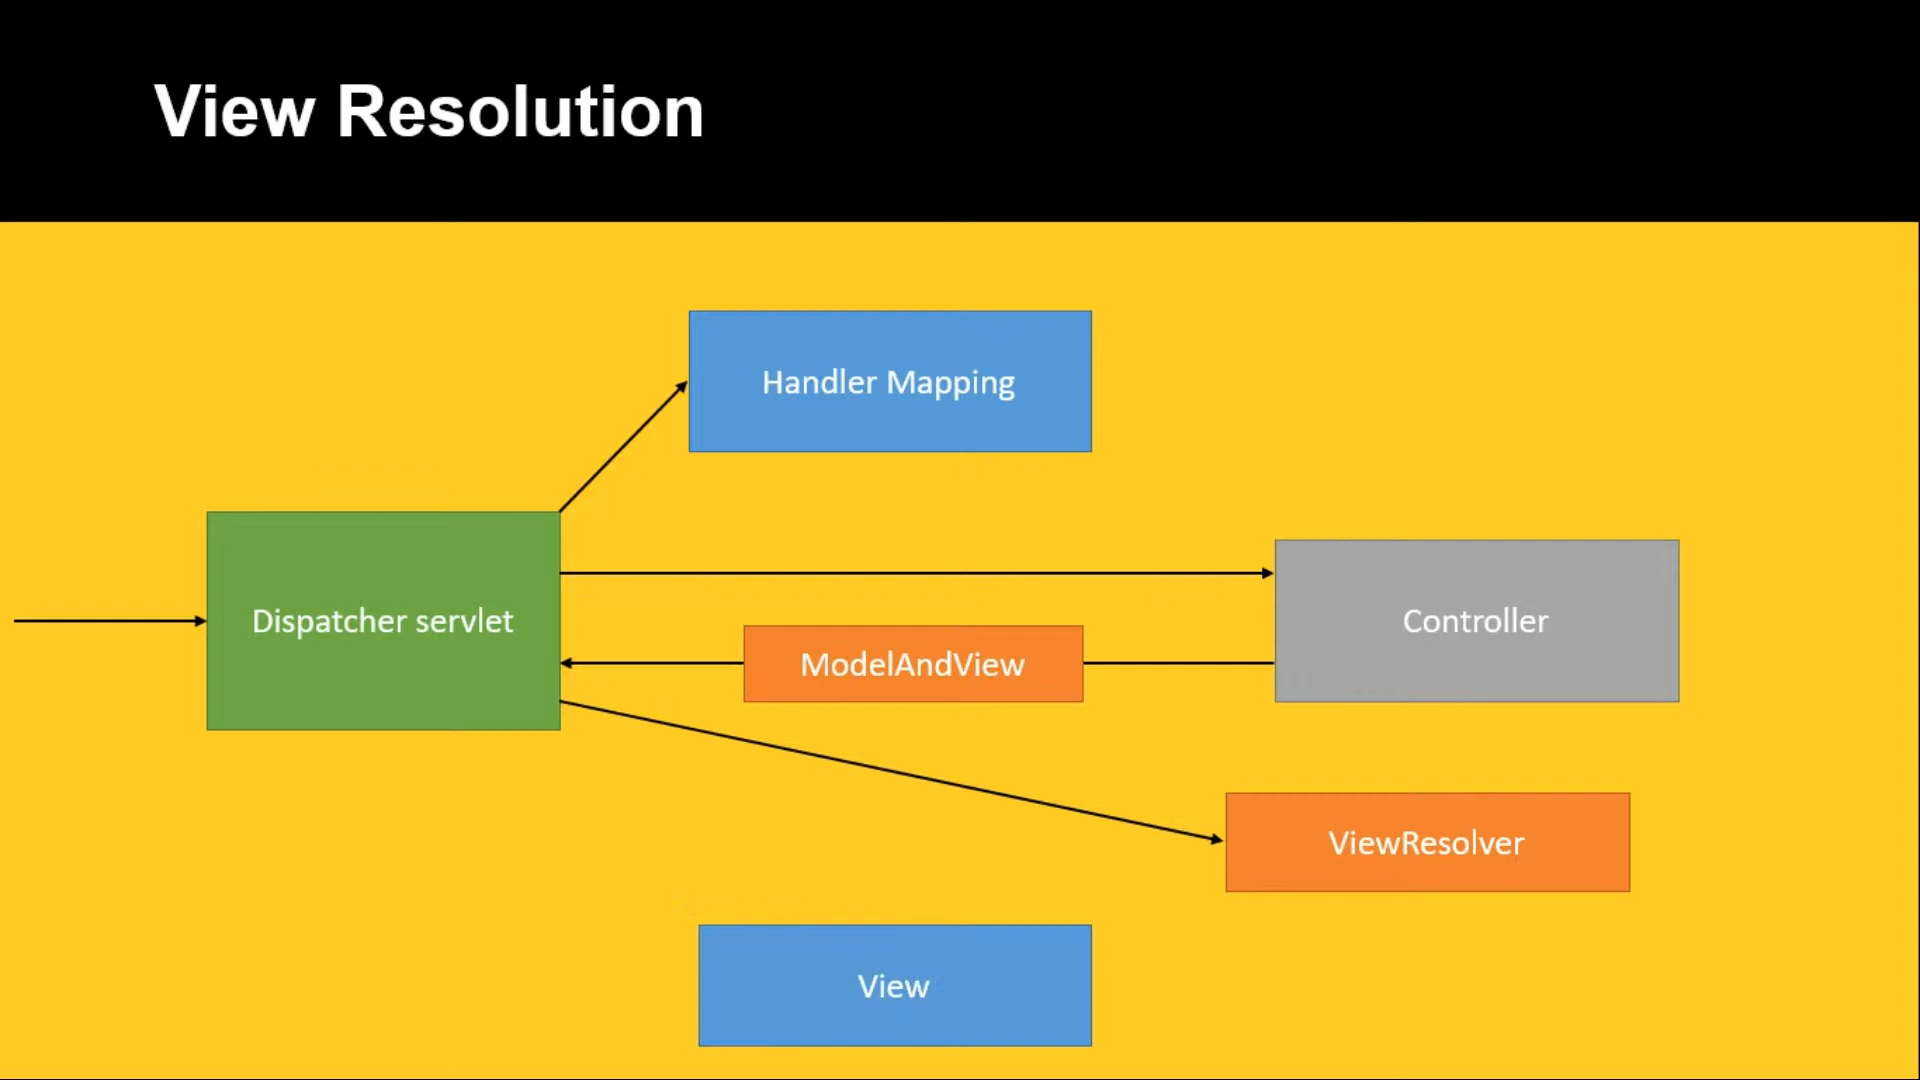 View Resolution
Handler Mapping
Dispatcher servlet
Controller
ModelAndView
ViewResolver
View